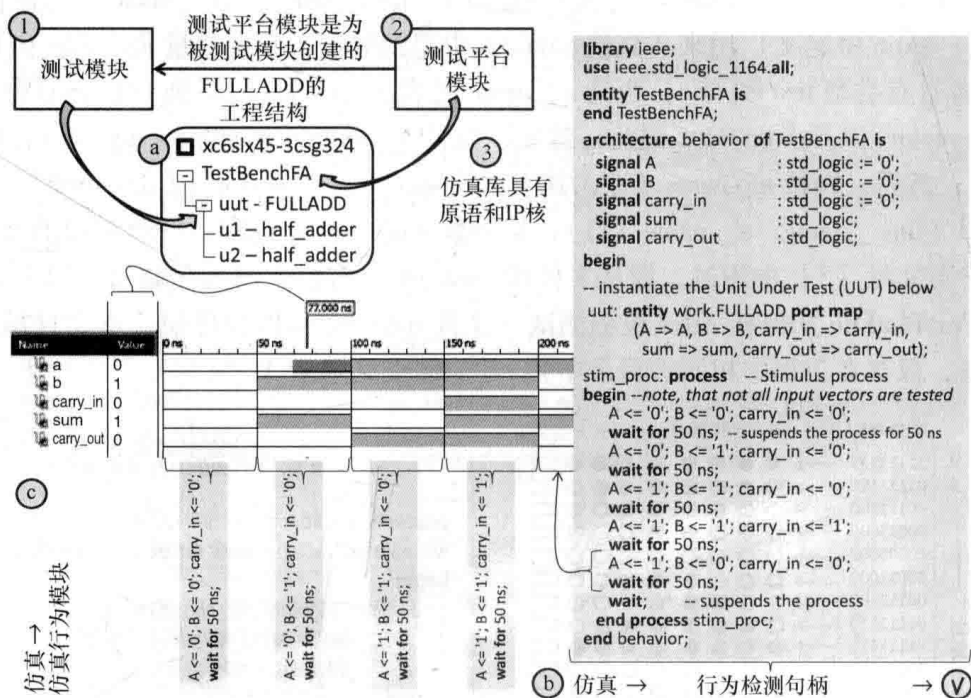 1
测试模块
测试平台模块是为
被测试模块创建的
FULLADD的
工程结构
2
测试平台
模块
a
xc6slx45-3csg324
TestBenchFA
uut - FULLADD
u1 – half_adder
u2 – half_adder
3
仿真库具有
原语和IP核
77.000 ns
Name
Value
0 ns
50 ns
100 ns
150 ns
200 ns
a
0
b
1
carry_in
0
sum
1
carry_out
0
c
仿真 →
仿真行为模块
A <= '0'; B <= '0'; carry_in <= '0';
wait for 50 ns;
A <= '0'; B <= '1'; carry_in <= '0';
wait for 50 ns;
A <= '1'; B <= '1'; carry_in <= '0';
wait for 50 ns;
A <= '1'; B <= '1'; carry_in <= '1';
wait for 50 ns;
library ieee;
use ieee.std_logic_1164.all;
entity TestBenchFA is
end TestBenchFA;
architecture behavior of TestBenchFA is
signal A : std_logic := '0';
signal B : std_logic := '0';
signal carry_in : std_logic := '0';
signal sum : std_logic;
signal carry_out : std_logic;
begin
-- instantiate the Unit Under Test (UUT) below
uut: entity work.FULLADD port map
(A => A, B => B, carry_in => carry_in,
sum => sum, carry_out => carry_out);
stim_proc: process -- Stimulus process
begin --note, that not all input vectors are tested
A <= '0'; B <= '0'; carry_in <= '0';
wait for 50 ns; -- suspends the process for 50 ns
A <= '0'; B <= '1'; carry_in <= '0';
wait for 50 ns;
A <= '1'; B <= '1'; carry_in <= '0';
wait for 50 ns;
A <= '1'; B <= '1'; carry_in <= '1';
wait for 50 ns;
A <= '1'; B <= '0'; carry_in <= '0';
wait for 50 ns;
wait; -- suspends the process
end process stim_proc;
end behavior;
b 仿真 → 行为检测句柄 → V